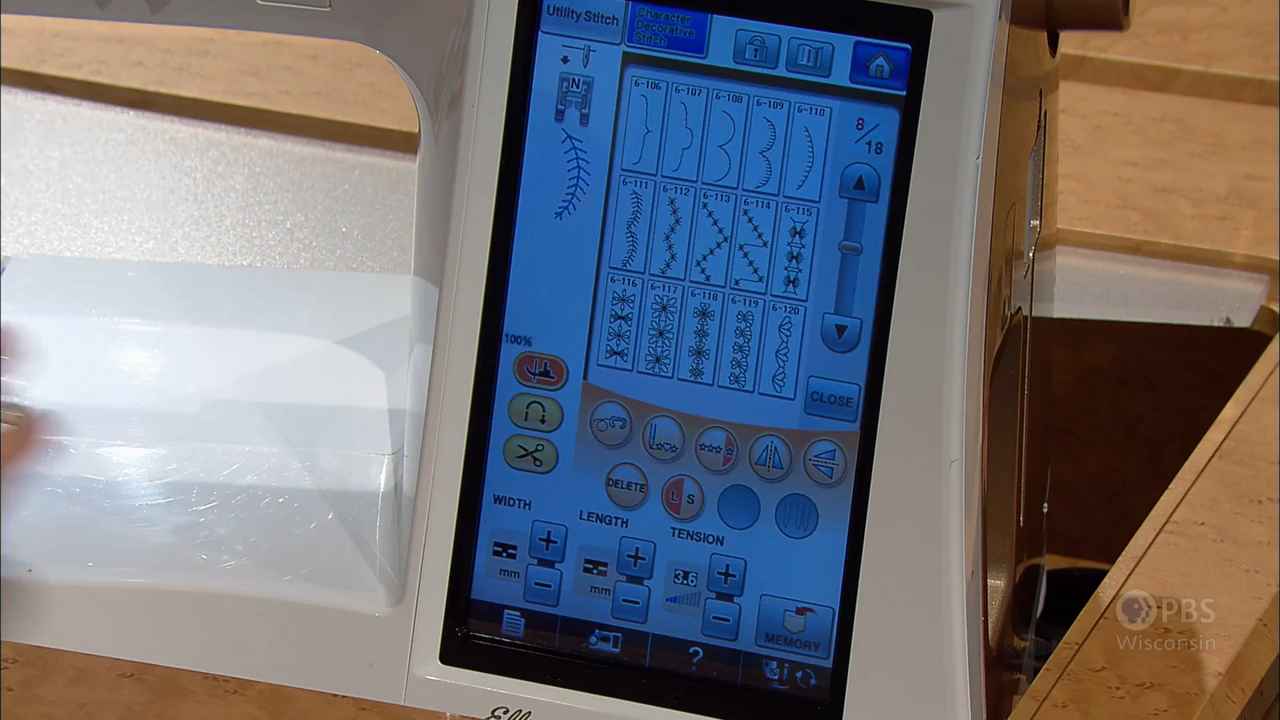 Utility Stitch
Character
Decorative
Stitch
N
6-106 6-107 6-108 6-109 6-110
8/18
6-111 6-112 6-113 6-114 6-115
6-116 6-117 6-118 6-119 6-120
100%
CLOSE
DELETE
L S
WIDTH
LENGTH
TENSION
+ + +
mm mm 3.6
- - -
MEMORY
?
i
PBS
Wisconsin